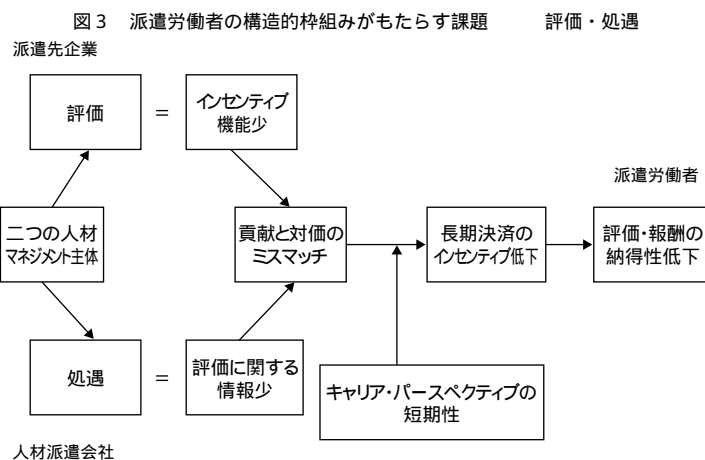 図3 派遣労働者の構造的枠組みがもたらす課題 評価・処遇
派遣先企業
評価
=
インセンティブ
機能少
派遣労働者
二つの人材
マネジメント主体
貢献と対価の
ミスマッチ
長期決済の
インセンティブ低下
評価・報酬の
納得性低下
処遇
=
評価に関する
情報少
キャリア・パースペクティブの
短期性
人材派遣会社